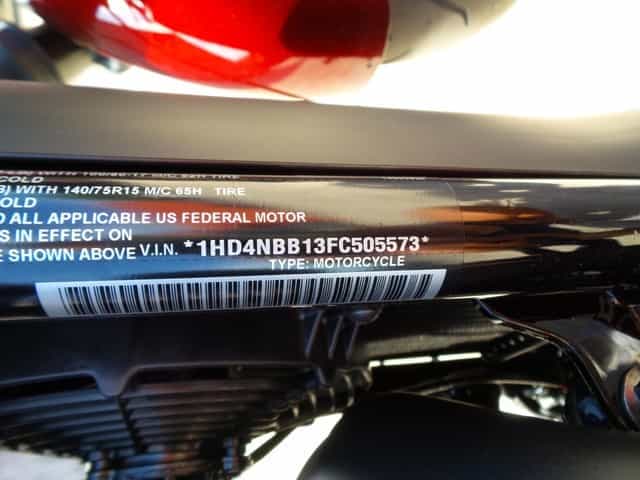 COLD
B) WITH 140/75R15 M/C 65H TIRE
OLD
D ALL APPLICABLE US FEDERAL MOTOR
S IN EFFECT ON
E SHOWN ABOVE V.I.N. *1HD4NBB13FC505573*
TYPE: MOTORCYCLE